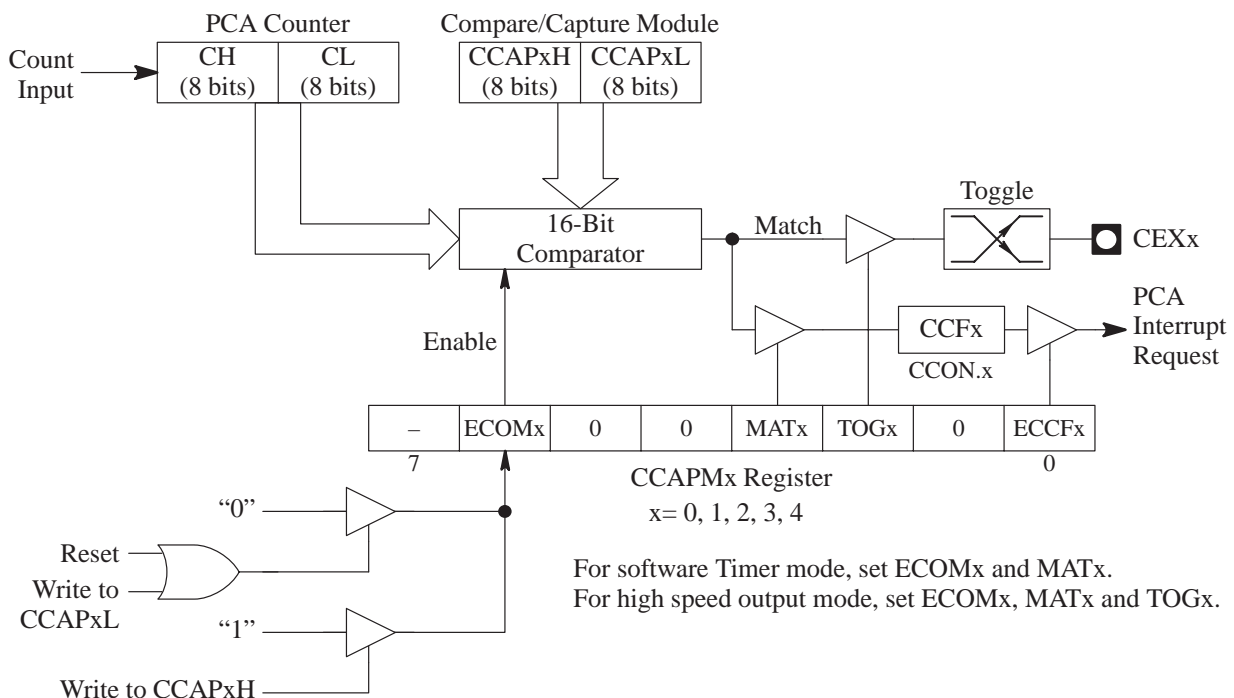 PCA Counter
Compare/Capture Module
Count
Input
CH
(8 bits)
CL
(8 bits)
CCAPxH
(8 bits)
CCAPxL
(8 bits)
16-Bit
Comparator
Match
Toggle
CEXx
PCA
Interrupt
Request
Enable
CCFx
CCON.x
–
ECOMx
0
0
MATx
TOGx
0
ECCFx
7
0
CCAPMx Register
x= 0, 1, 2, 3, 4
“0”
Reset
Write to
CCAPxL
“1”
Write to CCAPxH
For software Timer mode, set ECOMx and MATx.
For high speed output mode, set ECOMx, MATx and TOGx.